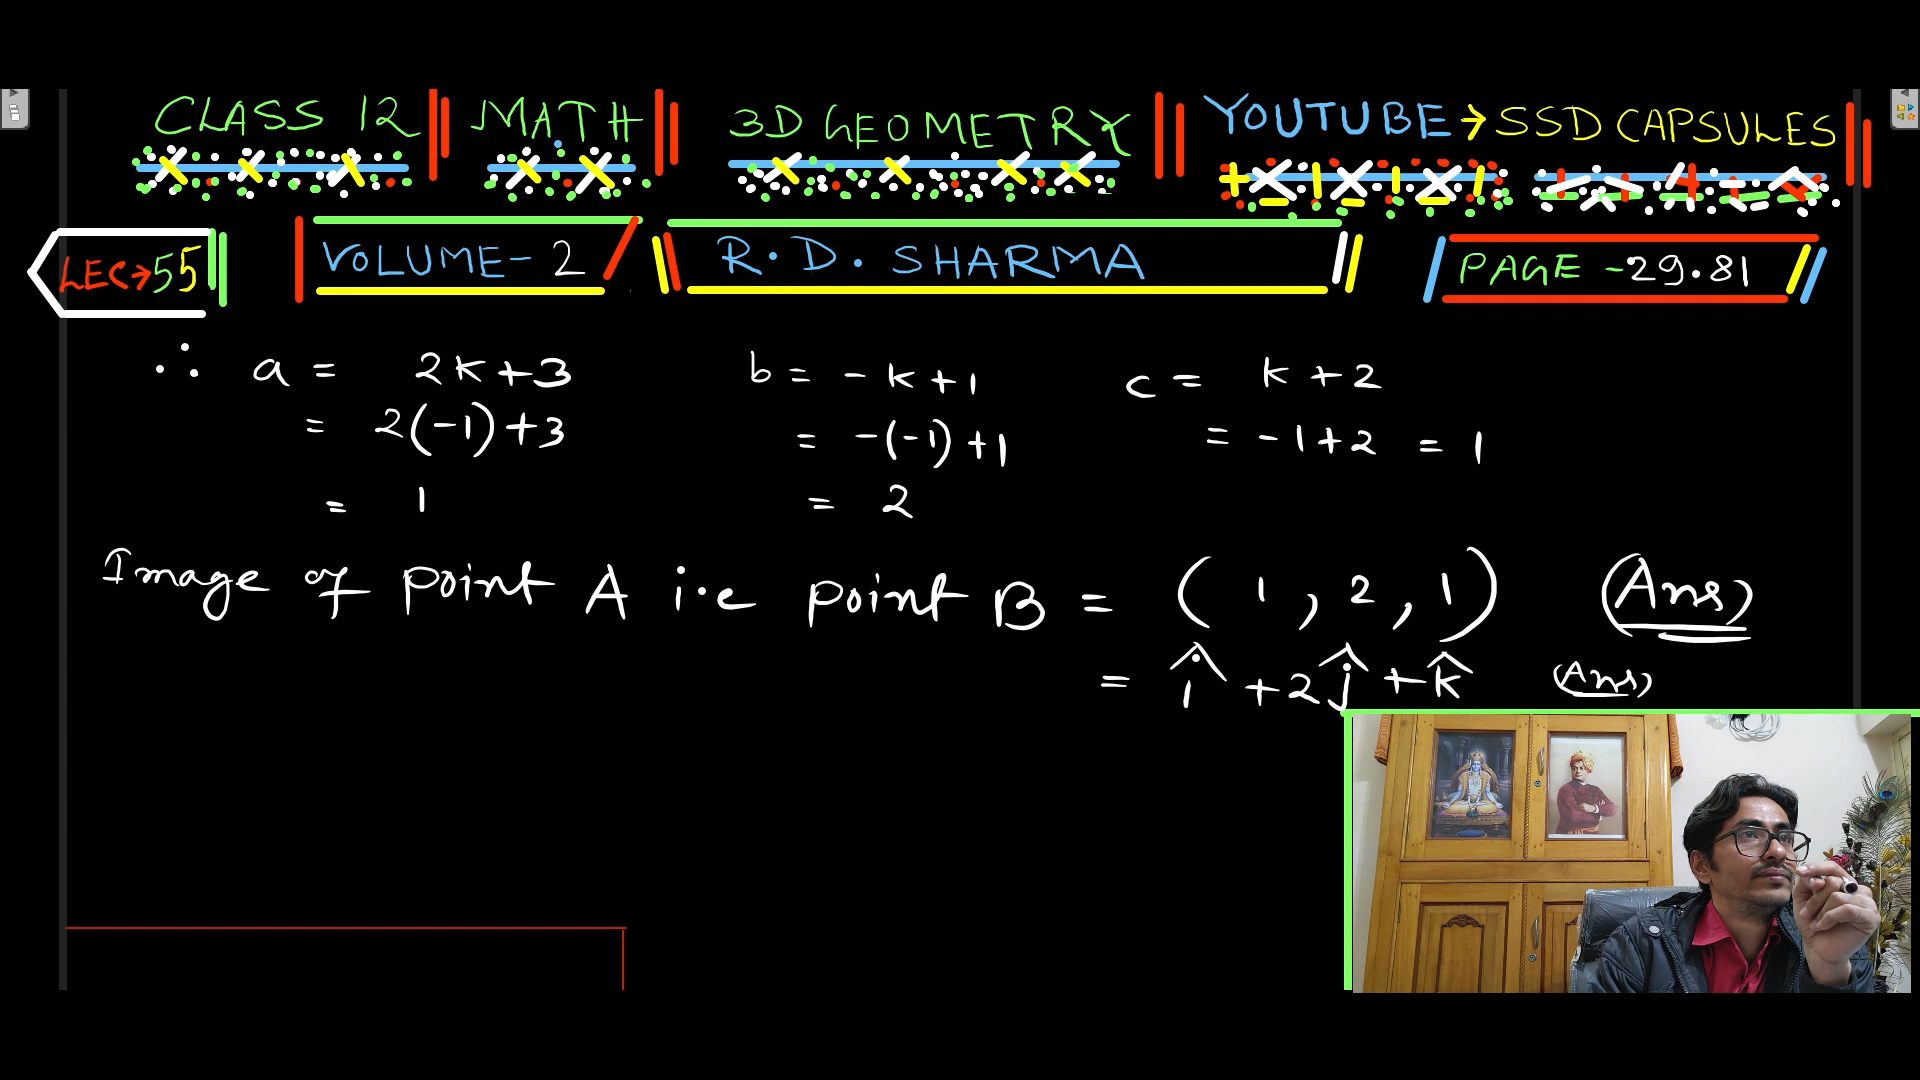 CLASS 12 MATH 3D GEOMETRY YOUTUBE → SSD CAPSULES
LEC→55 VOLUME-2 R.D. SHARMA PAGE -29.81
∴ a = 2k+3 b = -k+1 c = k+2
= 2(-1)+3 = -(-1)+1 = -1+2 = 1
= 1 = 2
Image of point A i.e point B = (1, 2, 1) (Ans)
= î + 2ĵ + k̂ (Ans)